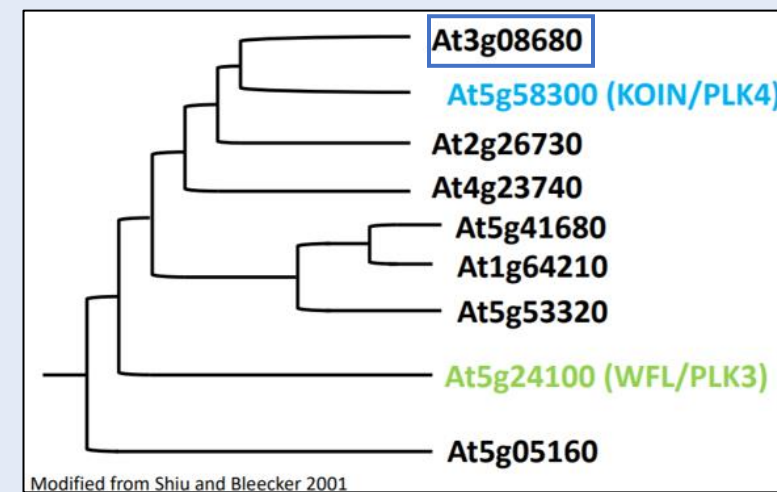 At3g08680
At5g58300 (KOIN/PLK4)
At2g26730
At4g23740
At5g41680
At1g64210
At5g53320
At5g24100 (WFL/PLK3)
At5g05160
Modified from Shiu and Bleecker 2001